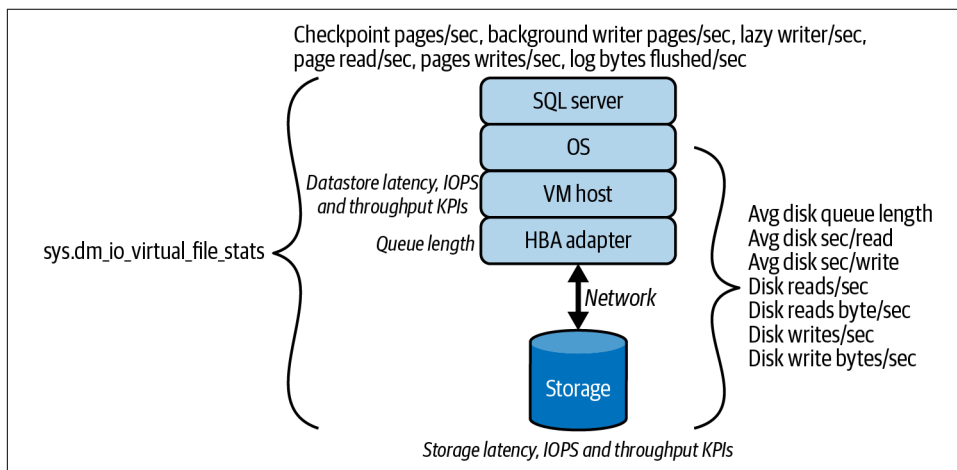 Checkpoint pages/sec, background writer pages/sec, lazy writer/sec,
page read/sec, pages writes/sec, log bytes flushed/sec
SQL server
OS
Datastore latency, IOPS
and throughput KPIs
VM host
Queue length
HBA adapter
sys.dm_io_virtual_file_stats
Network
Storage
Avg disk queue length
Avg disk sec/read
Avg disk sec/write
Disk reads/sec
Disk reads byte/sec
Disk writes/sec
Disk write bytes/sec
Storage latency, IOPS and throughput KPIs